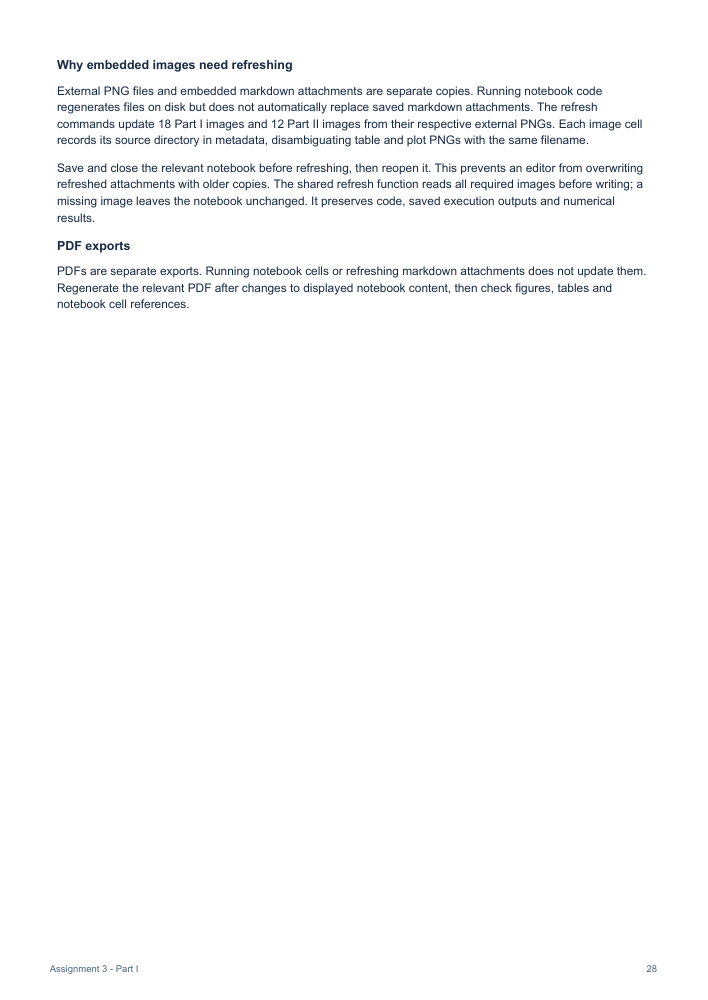 Why embedded images need refreshing
External PNG files and embedded markdown attachments are separate copies. Running notebook code
regenerates files on disk but does not automatically replace saved markdown attachments. The refresh
commands update 18 Part I images and 12 Part II images from their respective external PNGs. Each image cell
records its source directory in metadata, disambiguating table and plot PNGs with the same filename.
Save and close the relevant notebook before refreshing, then reopen it. This prevents an editor from overwriting
refreshed attachments with older copies. The shared refresh function reads all required images before writing; a
missing image leaves the notebook unchanged. It preserves code, saved execution outputs and numerical
results.
PDF exports
PDFs are separate exports. Running notebook cells or refreshing markdown attachments does not update them.
Regenerate the relevant PDF after changes to displayed notebook content, then check figures, tables and
notebook cell references.
Assignment 3 - Part I 28